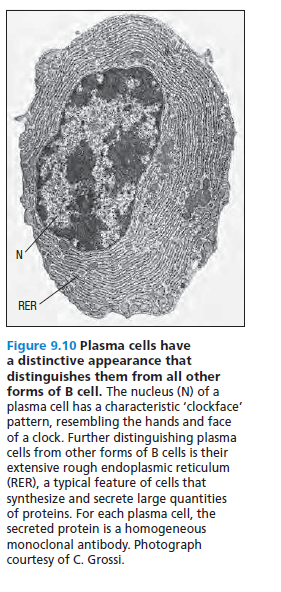 N
RER
Figure 9.10 Plasma cells have
a distinctive appearance that
distinguishes them from all other
forms of B cell. The nucleus (N) of a
plasma cell has a characteristic ‘clockface’
pattern, resembling the hands and face
of a clock. Further distinguishing plasma
cells from other forms of B cells is their
extensive rough endoplasmic reticulum
(RER), a typical feature of cells that
synthesize and secrete large quantities
of proteins. For each plasma cell, the
secreted protein is a homogeneous
monoclonal antibody. Photograph
courtesy of C. Grossi.